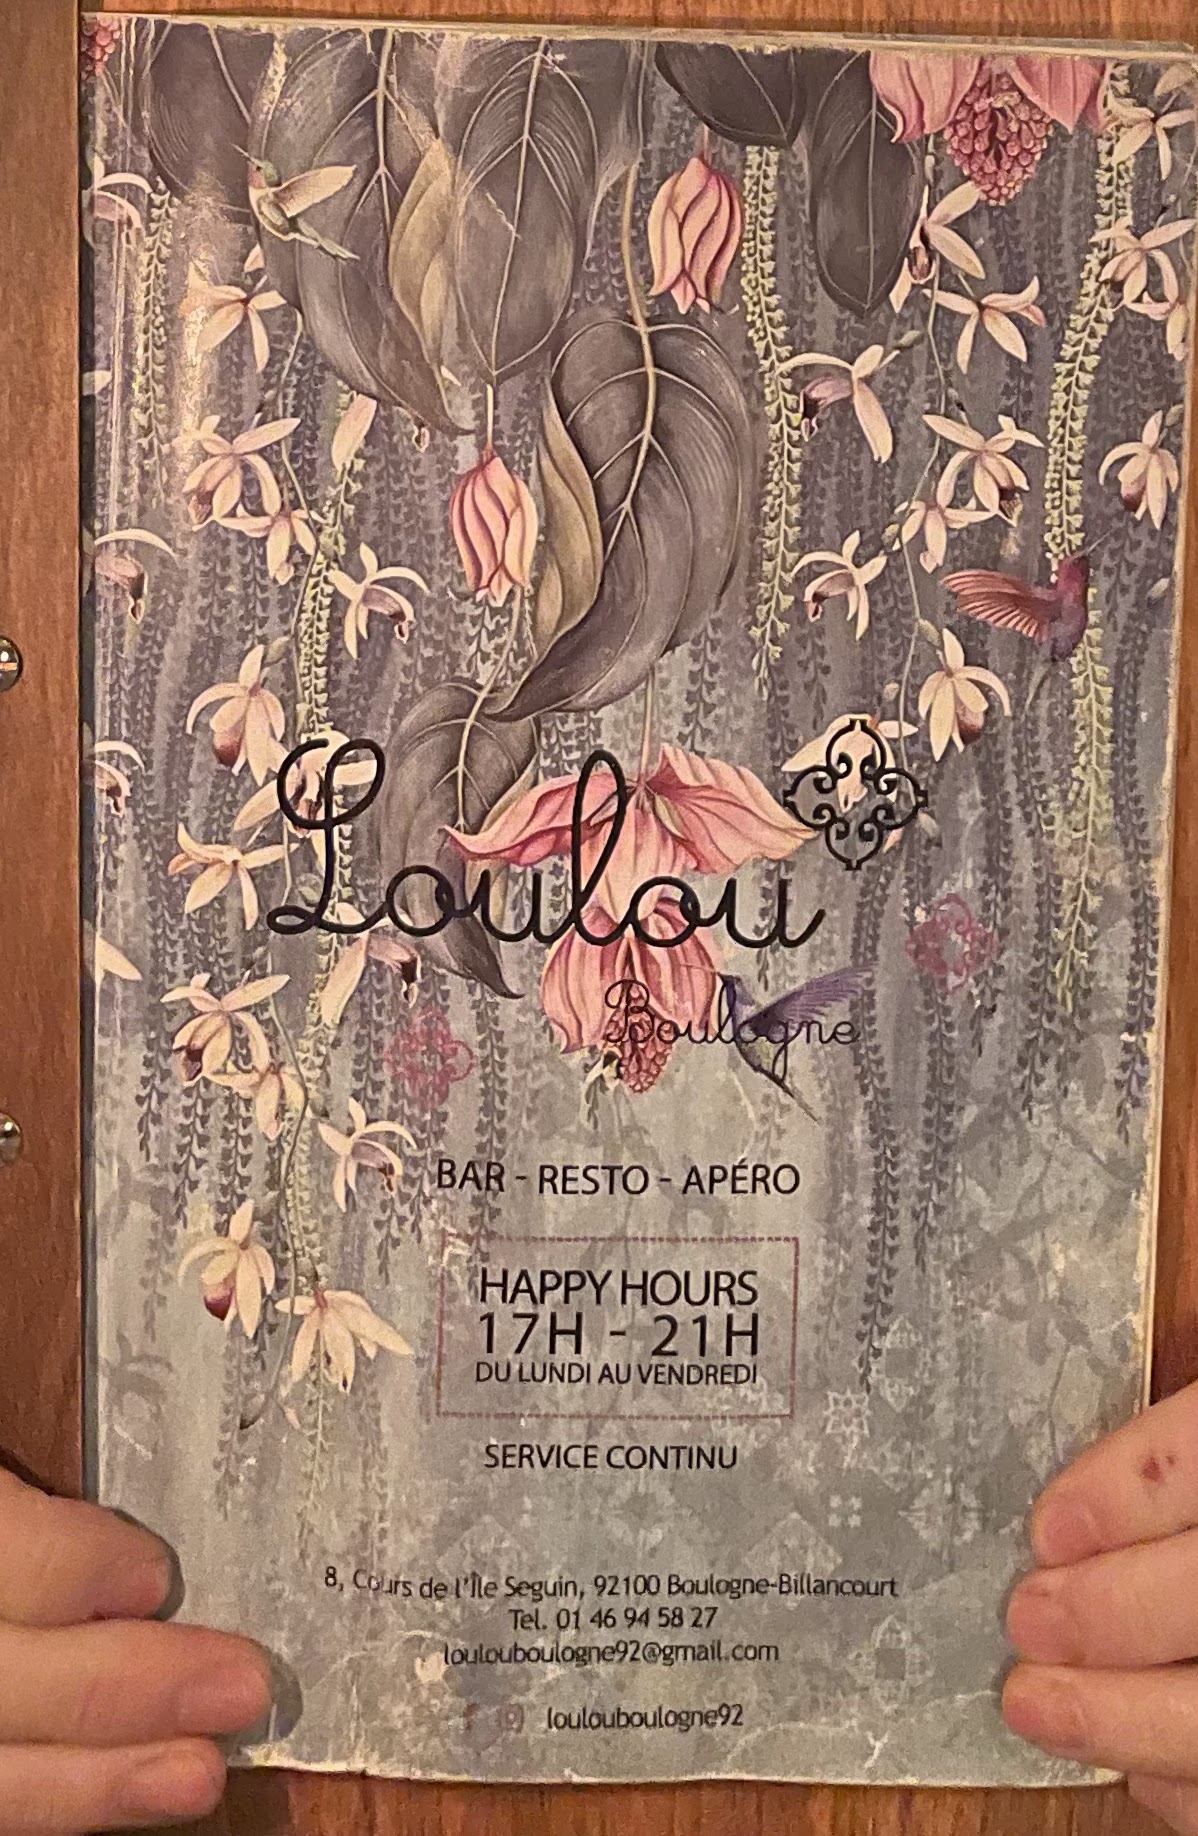 Loulou
Boulogne
BAR - RESTO - APÉRO
HAPPY HOURS
17H - 21H
DU LUNDI AU VENDREDI
SERVICE CONTINU
8, Cours de l'Île Seguin, 92100 Boulogne-Billancourt
Tel. 01 46 94 58 27
loulouboulogne92@gmail.com
loulouboulogne92